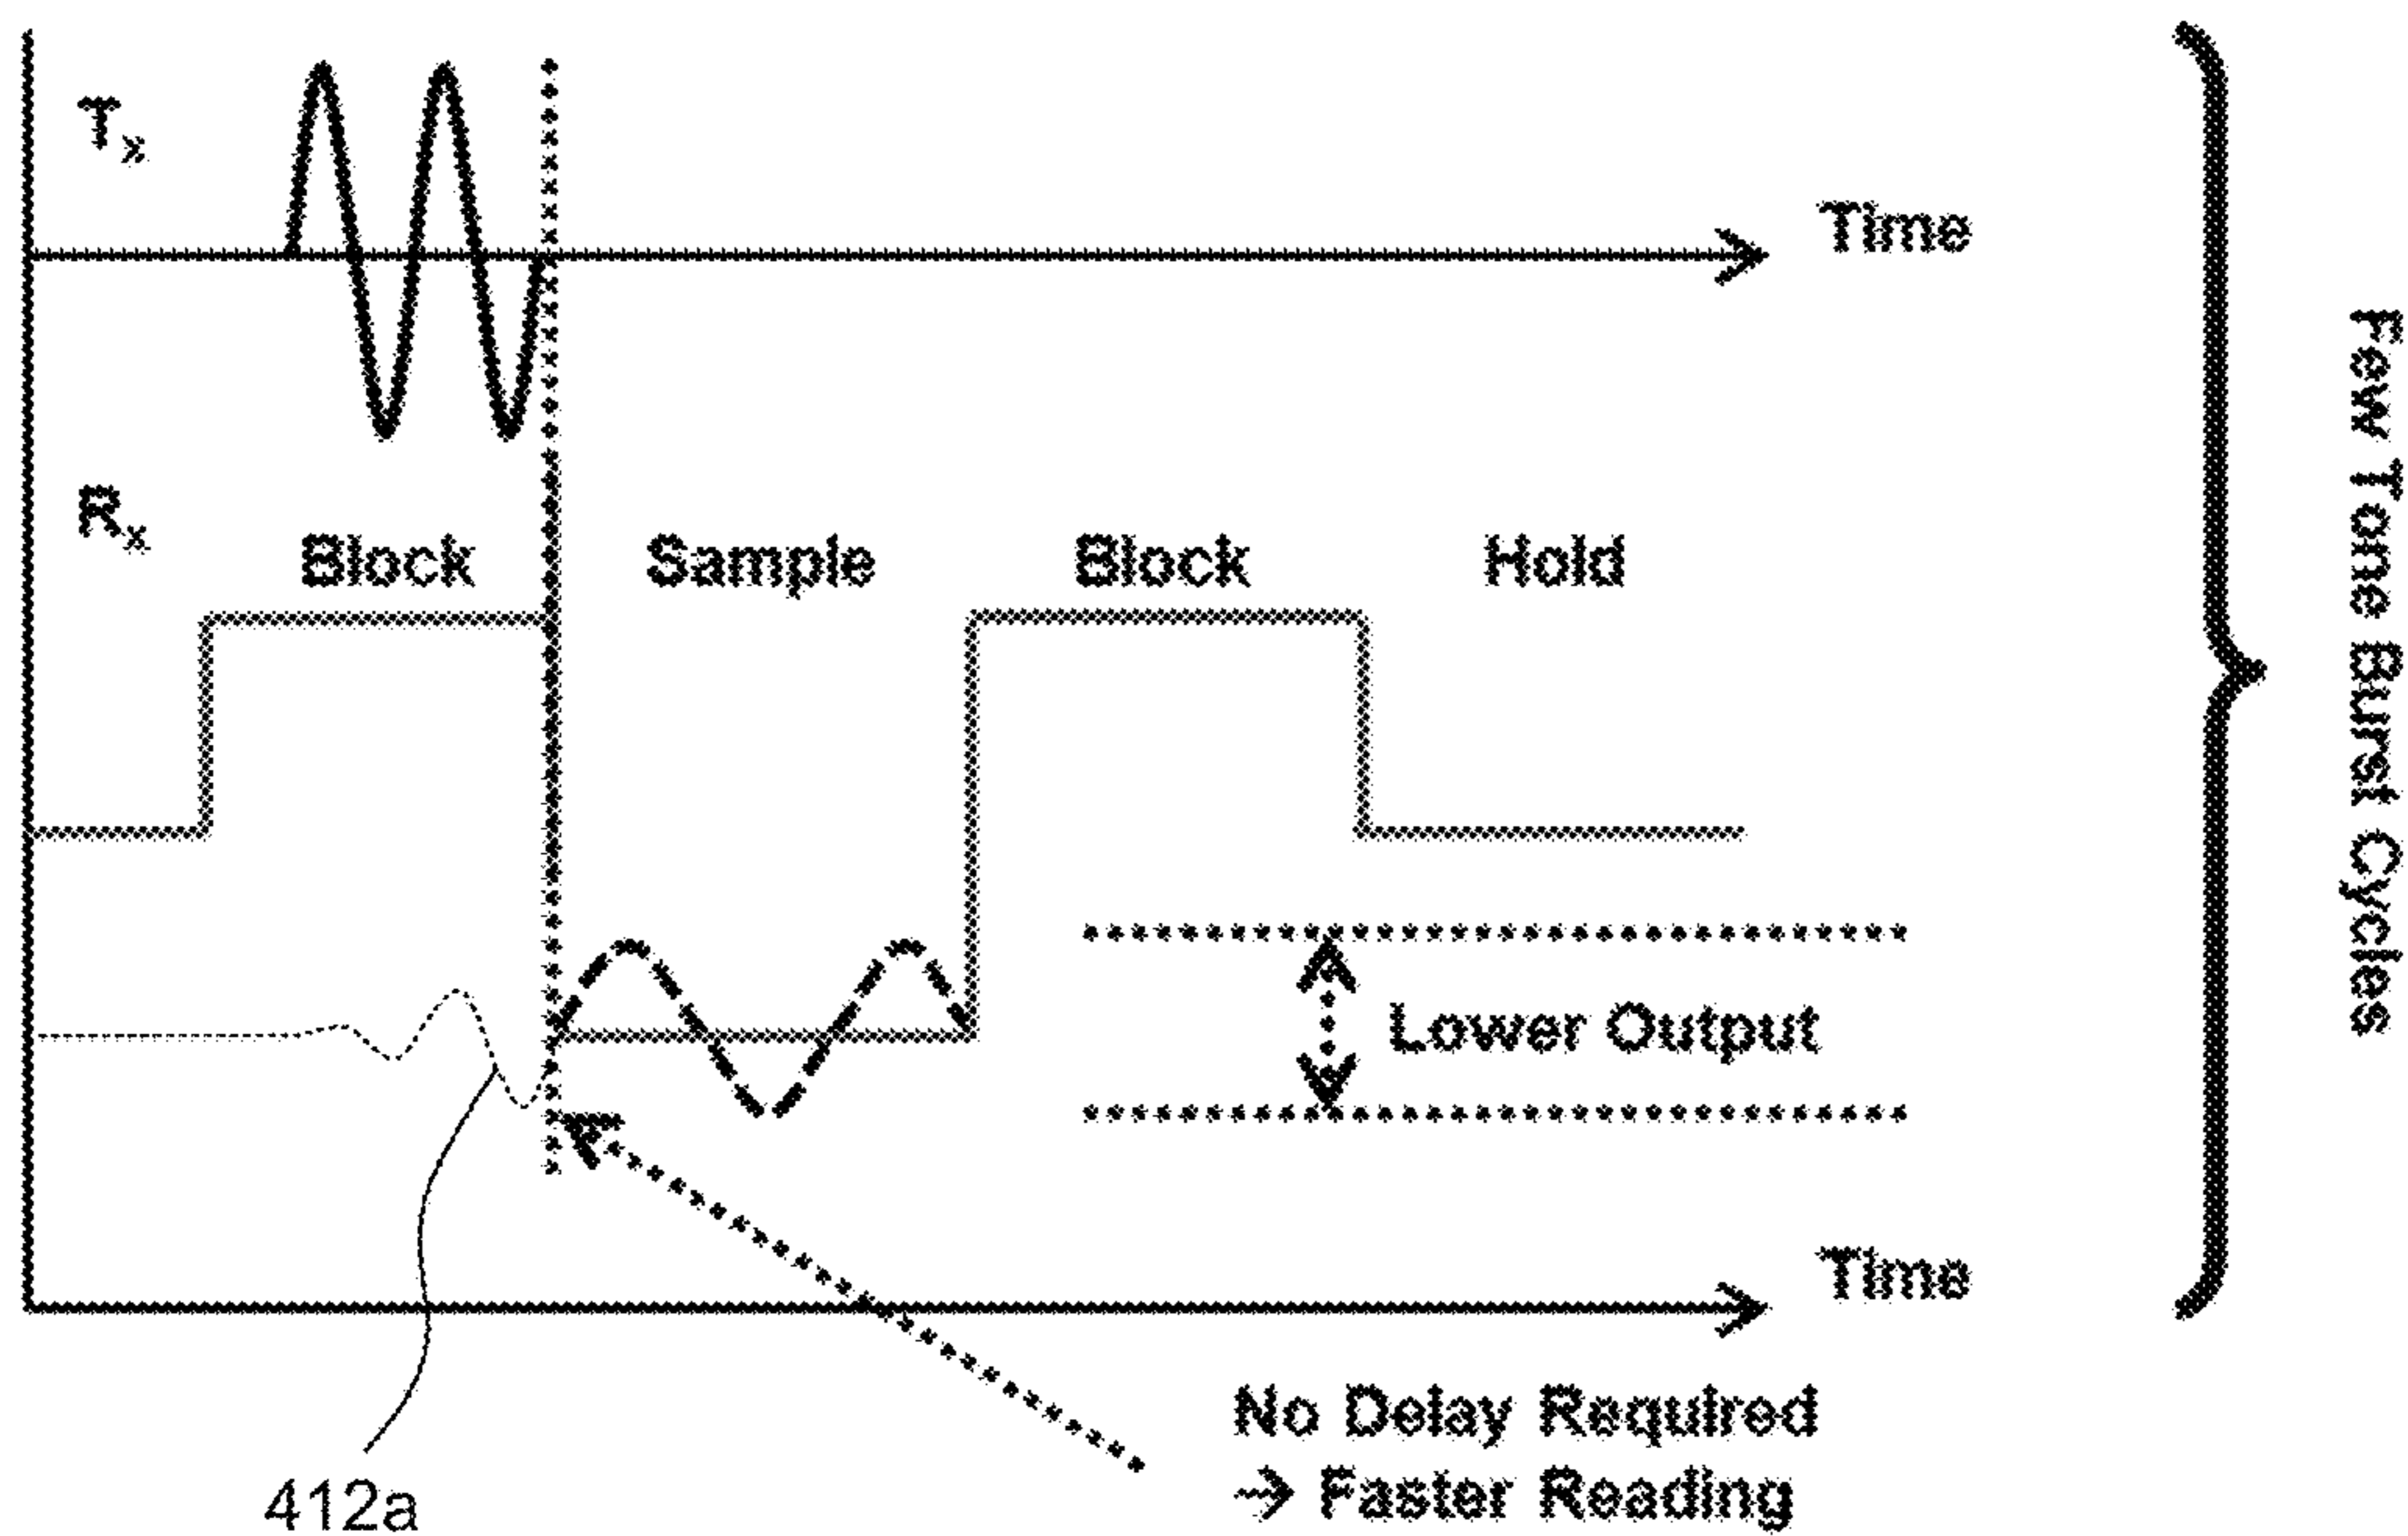 Tx
Time
Rx
Block
Sample
Block
Hold
Lower Output
Time
No Delay Required
→ Faster Reading
412a
Few Tone Burst Cycles